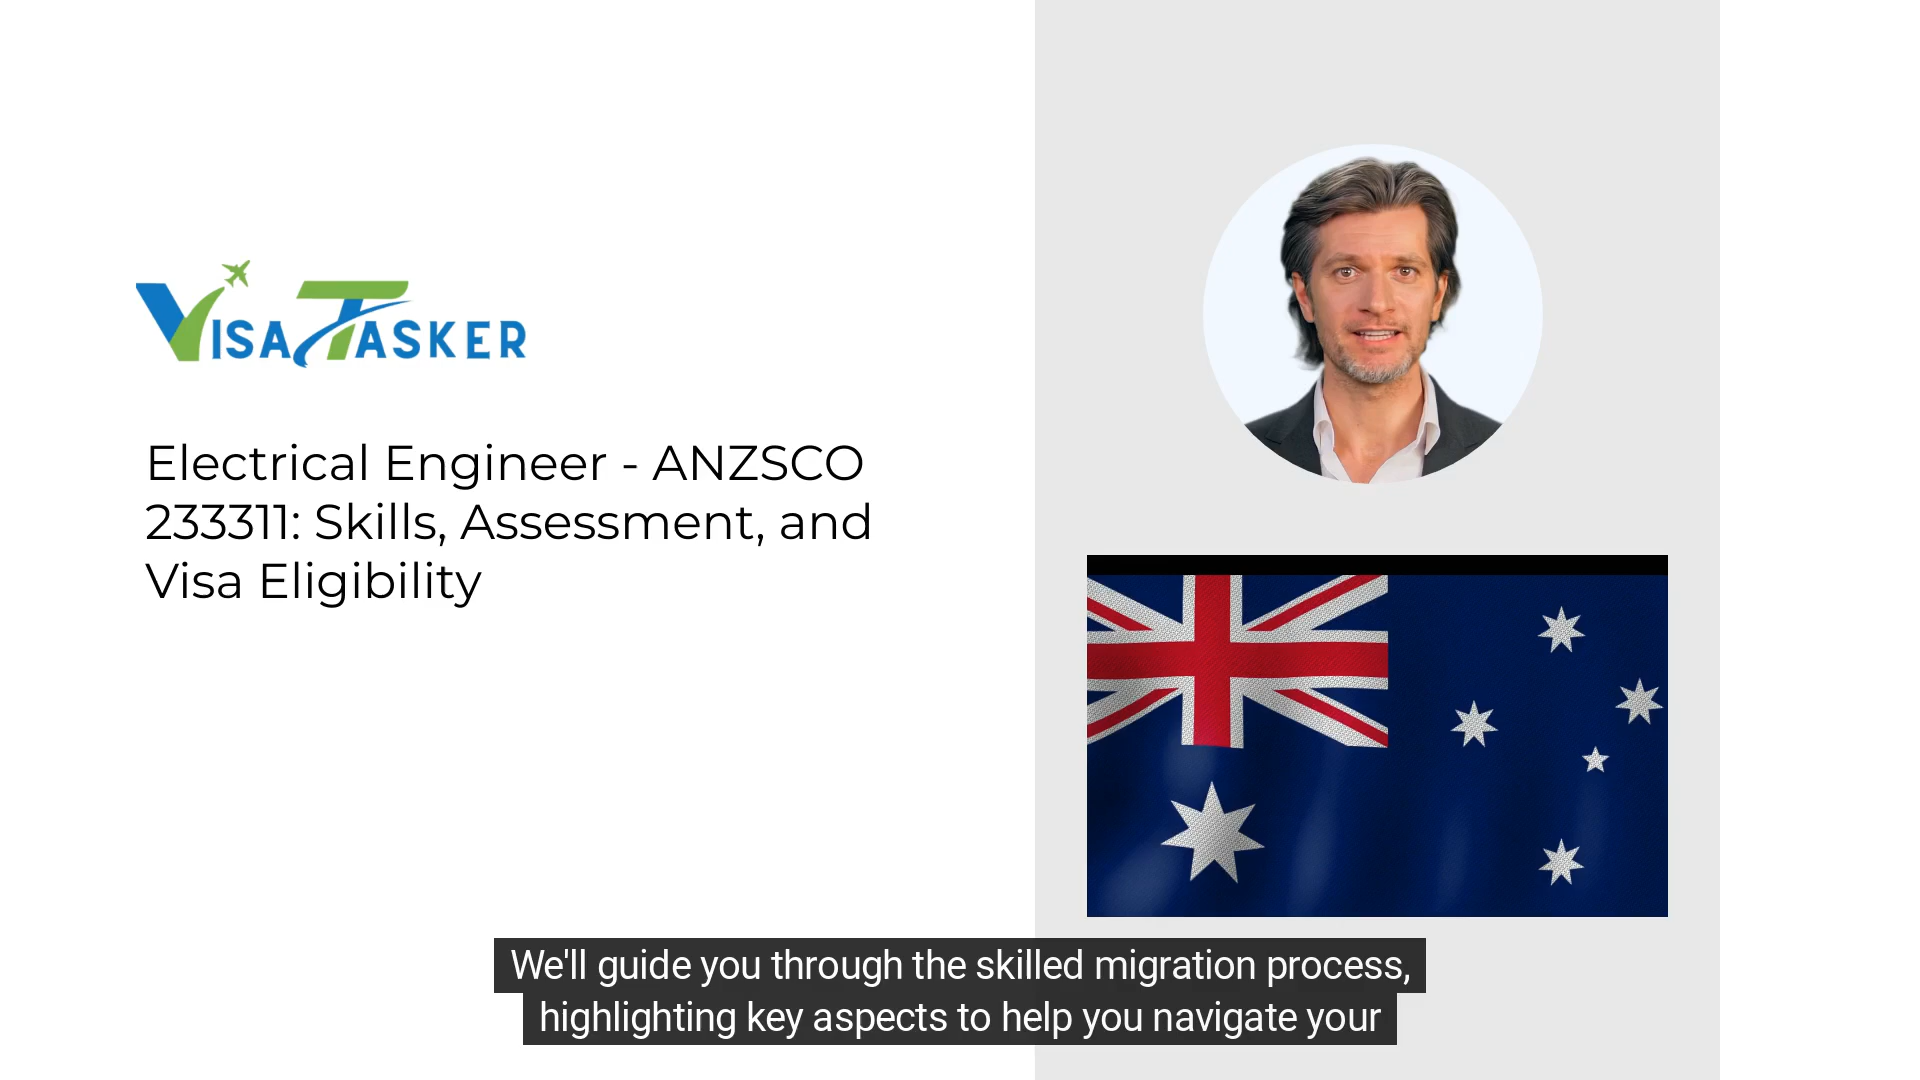 VISA TASKER
Electrical Engineer - ANZSCO
233311: Skills, Assessment, and
Visa Eligibility
We'll guide you through the skilled migration process,
highlighting key aspects to help you navigate your